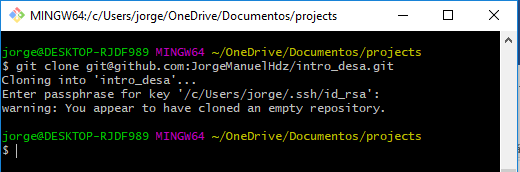 MINGW64:/c/Users/jorge/OneDrive/Documentos/projects
jorge@DESKTOP-RJDF989 MINGW64 ~/OneDrive/Documentos/projects
$ git clone git@github.com:JorgeManuelHdz/intro_desa.git
Cloning into 'intro_desa'...
Enter passphrase for key '/c/Users/jorge/.ssh/id_rsa':
warning: You appear to have cloned an empty repository.
jorge@DESKTOP-RJDF989 MINGW64 ~/OneDrive/Documentos/projects
$